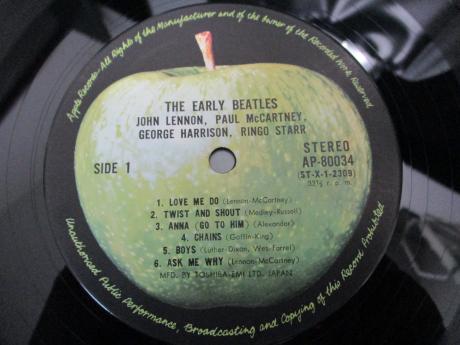 Apple Records · All Rights of the Manufacturer and of the owner of the Recorded Work Reserved
THE EARLY BEATLES
JOHN LENNON, PAUL McCARTNEY,
GEORGE HARRISON, RINGO STARR
STEREO
SIDE 1
AP-80034
(ST-X-1-2309)
33⅓ r. p. m.
1. LOVE ME DO (Lennon-McCartney)
2. TWIST AND SHOUT (Medley-Russell)
3. ANNA (GO TO HIM) (Alexander)
4. CHAINS (Goffin-King)
5. BOYS (Luther-Dixon, Wes-Farrel)
6. ASK ME WHY (Lennon-McCartney)
MFD. BY TOSHIBA-EMI LTD. JAPAN
Unauthorised Public Performance, Broadcasting and Copying of this Record Prohibited